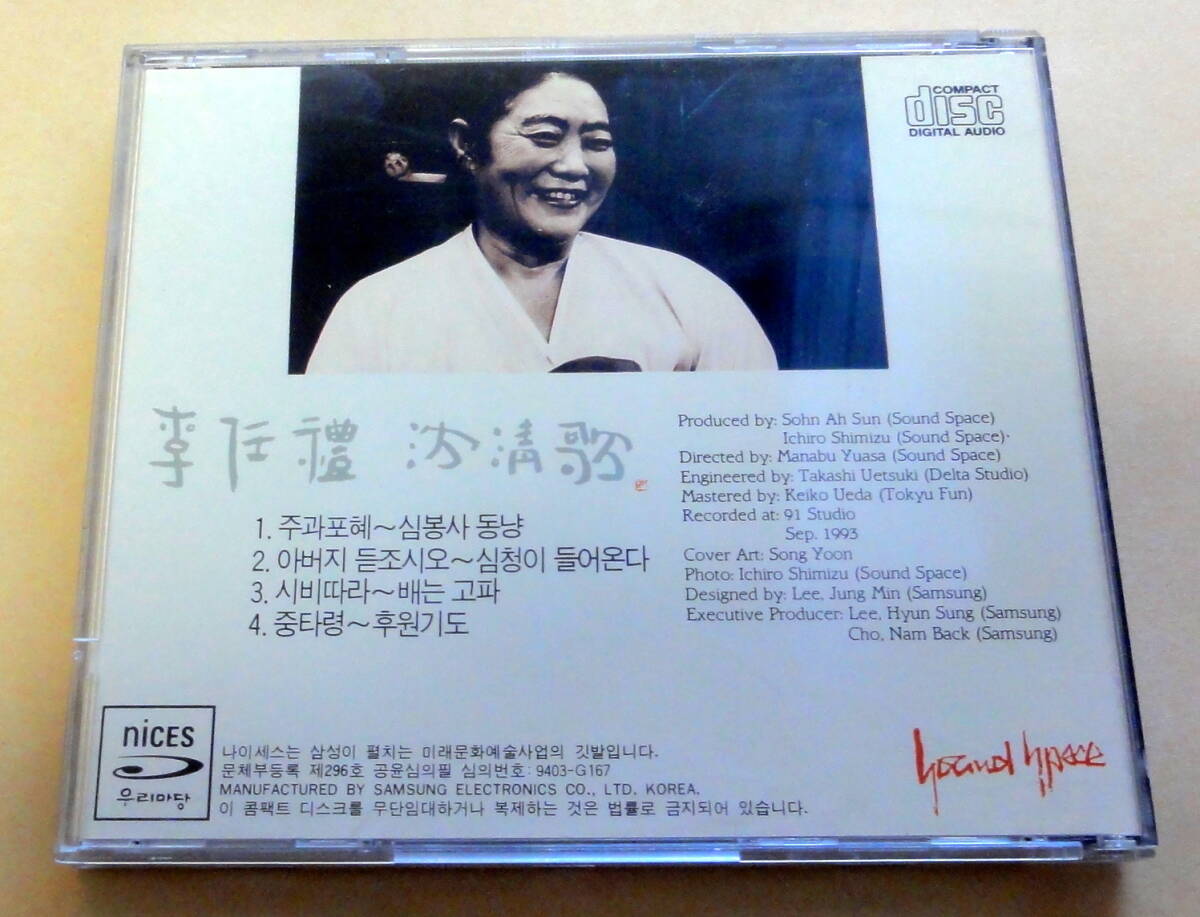 COMPACT
disc
DIGITAL AUDIO
李任禮 沈清歌
1. 주과포혜~심봉사 동냥
2. 아버지 듣조시오~심청이 들어온다
3. 시비따라~배는 고파
4. 중타령~후원기도
Produced by: Sohn Ah Sun (Sound Space)
Ichiro Shimizu (Sound Space)·
Directed by: Manabu Yuasa (Sound Space)
Engineered by: Takashi Uetsuki (Delta Studio)
Mastered by: Keiko Ueda (Tokyu Fun)
Recorded at: 91 Studio
Sep. 1993
Cover Art: Song Yoon
Photo: Ichiro Shimizu (Sound Space)
Designed by: Lee, Jung Min (Samsung)
Executive Producer: Lee, Hyun Sung (Samsung)
Cho, Nam Back (Samsung)
nices
우리마당
나이세스는 삼성이 펼치는 미래문화예술사업의 깃발입니다.
문체부등록 제296호 공윤심의필 심의번호: 9403-G167
MANUFACTURED BY SAMSUNG ELECTRONICS CO., LTD. KOREA.
이 콤팩트 디스크를 무단임대하거나 복제하는 것은 법률로 금지되어 있습니다.
Sound Space